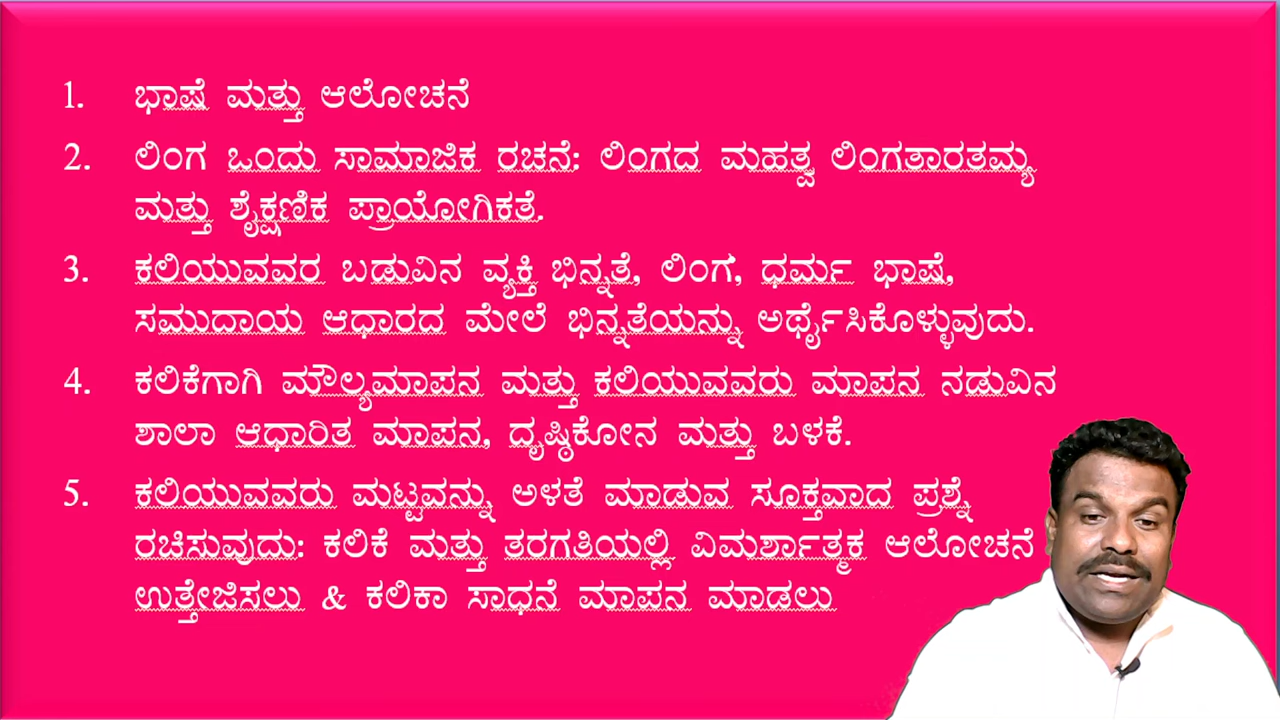 1. ಭಾಷೆ ಮತ್ತು ಆಲೋಚನೆ
2. ಲಿಂಗ ಒಂದು ಸಾಮಾಜಿಕ ರಚನೆ: ಲಿಂಗದ ಮಹತ್ವ ಲಿಂಗತಾರತಮ್ಯ
ಮತ್ತು ಶೈಕ್ಷಣಿಕ ಪ್ರಾಯೋಗಿಕತೆ.
3. ಕಲಿಯುವವರ ಬಡುವಿನ ವ್ಯಕ್ತಿ ಭಿನ್ನತೆ, ಲಿಂಗ, ಧರ್ಮ ಭಾಷೆ,
ಸಮುದಾಯ ಆಧಾರದ ಮೇಲೆ ಭಿನ್ನತೆಯನ್ನು ಅರ್ಥೈಸಿಕೊಳ್ಳುವುದು.
4. ಕಲಿಕೆಗಾಗಿ ಮೌಲ್ಯಮಾಪನ ಮತ್ತು ಕಲಿಯುವವರು ಮಾಪನ ನಡುವಿನ
ಶಾಲಾ ಆಧಾರಿತ ಮಾಪನ, ದೃಷ್ಠಿಕೋನ ಮತ್ತು ಬಳಕೆ.
5. ಕಲಿಯುವವರು ಮಟ್ಟವನ್ನು ಅಳತೆ ಮಾಡುವ ಸೂಕ್ತವಾದ ಪ್ರಶ್ನೆ
ರಚಿಸುವುದು: ಕಲಿಕೆ ಮತ್ತು ತರಗತಿಯಲ್ಲಿ ವಿಮರ್ಶಾತ್ಮಕ ಆಲೋಚನೆ
ಉತ್ತೇಜಿಸಲು & ಕಲಿಕಾ ಸಾಧನೆ ಮಾಪನ ಮಾಡಲು